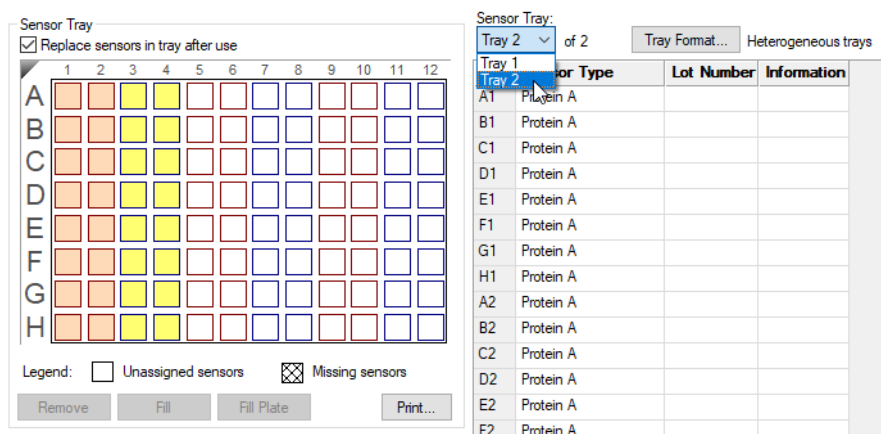 Sensor Tray
Replace sensors in tray after use
1 2 3 4 5 6 7 8 9 10 11 12
A
B
C
D
E
F
G
H
Legend: Unassigned sensors Missing sensors
Remove Fill Fill Plate Print...
Sensor Tray:
Tray 2 of 2 Tray Format... Heterogeneous trays
Tray 1
Tray 2
or Type Lot Number Information
A1 Protein A
B1 Protein A
C1 Protein A
D1 Protein A
E1 Protein A
F1 Protein A
G1 Protein A
H1 Protein A
A2 Protein A
B2 Protein A
C2 Protein A
D2 Protein A
E2 Protein A
F2 Protein A